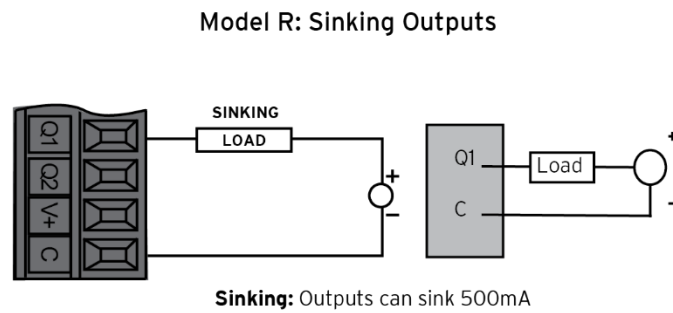 Model R: Sinking Outputs
SINKING
LOAD
Q1
Q2
V+
C
+
−
Q1
Load
C
+
−
Sinking: Outputs can sink 500mA